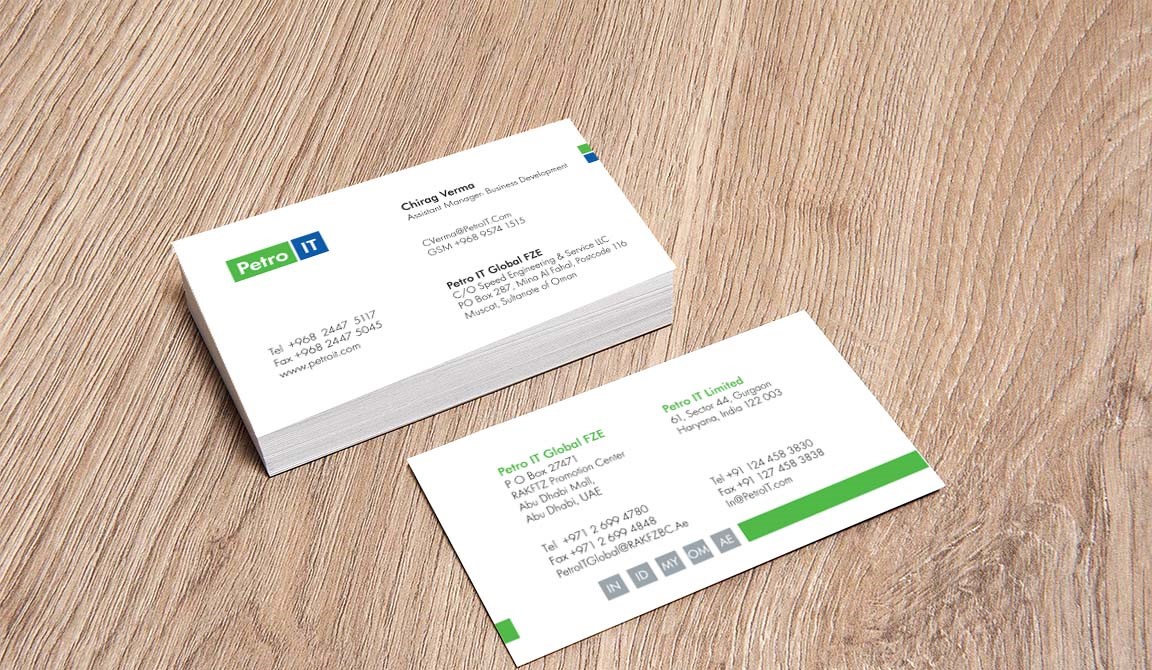 Petro IT
Chirag Verma
Assistant Manager- Business Development
CVerma@PetroIT.Com
GSM +968 9574 1515
Petro IT Global FZE
C/O Speed Engineering & Service LLC
PO Box 287, Mina Al Fahal, Postcode 116
Muscat, Sultanate of Oman
Tel +968 2447 5117
Fax +968 2447 5045
www.petroit.com
Petro IT Global FZE
P O Box 27471
RAKFTZ Promotion Center
Abu Dhabi Mall,
Abu Dhabi, UAE
Tel +971 2 699 4780
Fax +971 2 699 4848
PetroITGlobal@RAKFZBC.Ae
Petro IT Limited
61, Sector 44, Gurgaon
Haryana, India 122 003
Tel +91 124 458 3830
Fax +91 127 458 3838
In@PetroIT.com
IN ID MY OM AE